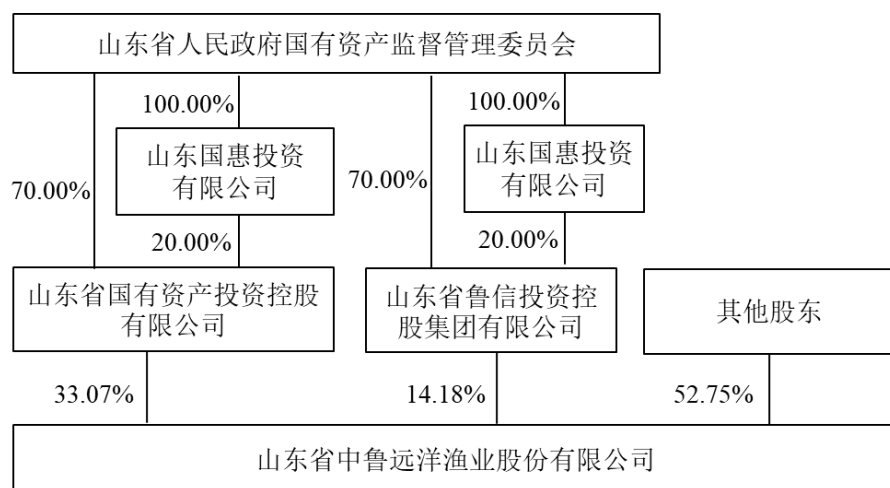 山东省人民政府国有资产监督管理委员会
100.00%
100.00%
山东国惠投资
有限公司
山东国惠投资
有限公司
70.00%
70.00%
20.00%
20.00%
山东省国有资产投资控股
有限公司
山东省鲁信投资控
股集团有限公司
其他股东
33.07%
14.18%
52.75%
山东省中鲁远洋渔业股份有限公司